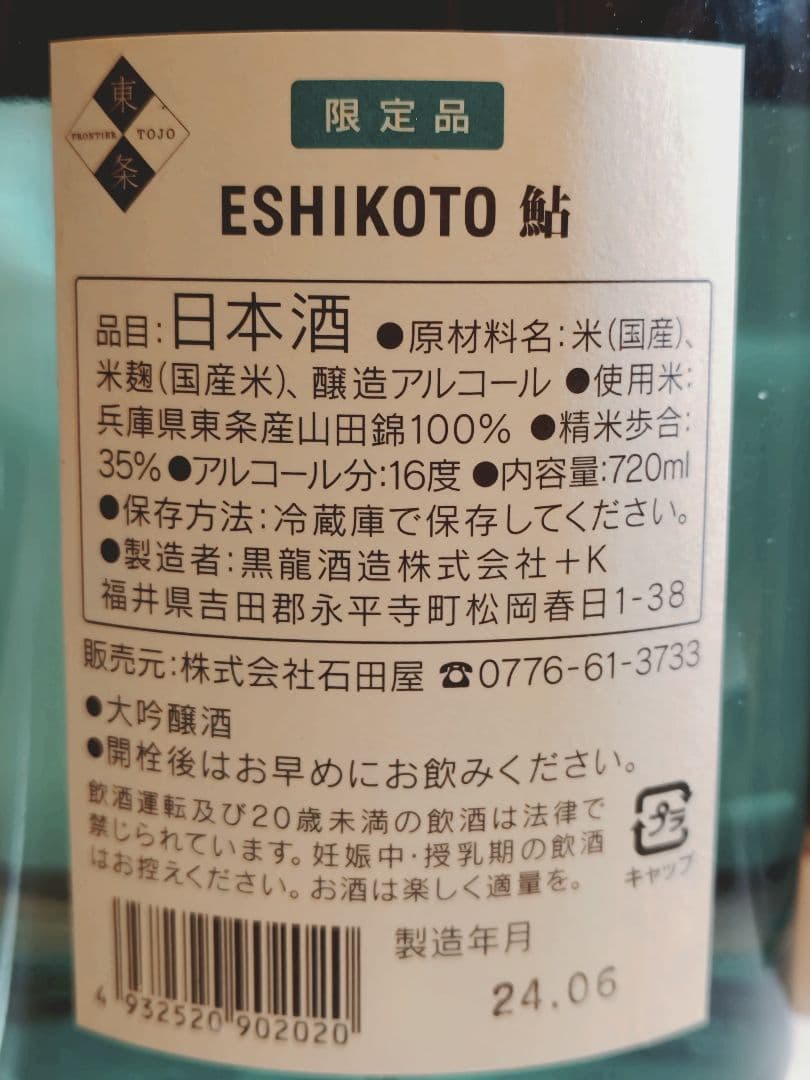 東
FRONTIER TOJO
条
限定品
ESHIKOTO 鮎
品目:日本酒 ●原材料名:米(国産)、
米麹(国産米)、醸造アルコール ●使用米:
兵庫県東条産山田錦100% ●精米歩合:
35% ●アルコール分:16度 ●内容量:720ml
●保存方法:冷蔵庫で保存してください。
●製造者:黒龍酒造株式会社+K
福井県吉田郡永平寺町松岡春日1-38
販売元:株式会社石田屋 ☎0776-61-3733
●大吟醸酒
●開栓後はお早めにお飲みください。
飲酒運転及び20歳未満の飲酒は法律で
禁じられています。妊娠中・授乳期の飲酒
はお控えください。お酒は楽しく適量を。
プラ
キャップ
製造年月
24.06
4 932520 902020